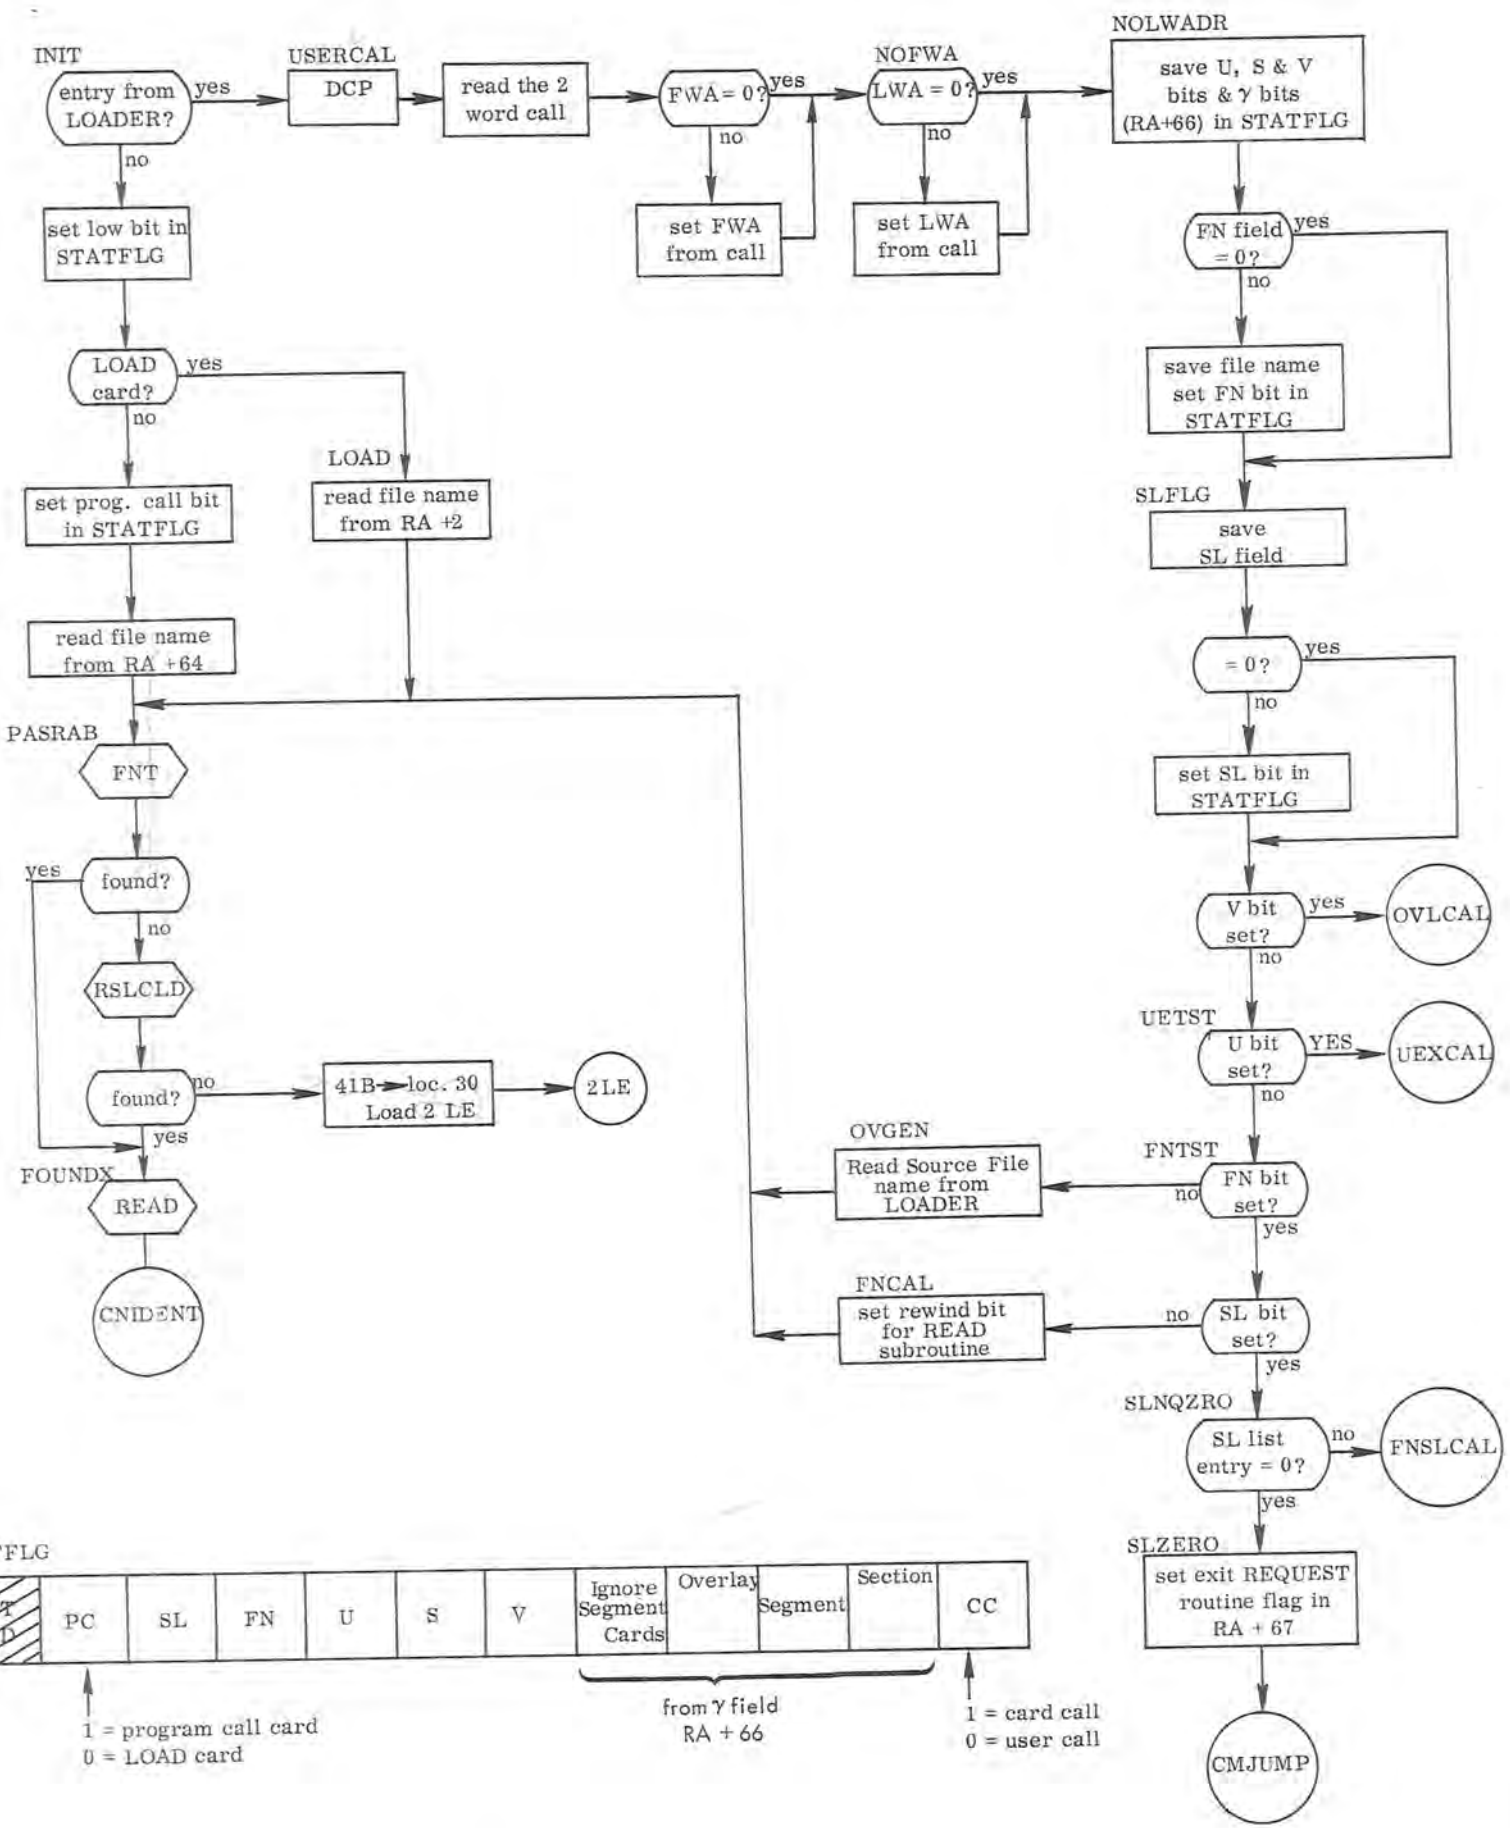 INIT
entry from
LOADER?
yes
no
USERCAL
DCP
read the 2
word call
FWA = 0?
yes
no
set FWA
from call
NOFWA
LWA = 0?
yes
no
set LWA
from call
NOLWADR
save U, S & V
bits & γ bits
(RA+66) in STATFLG
FN field
= 0?
yes
no
save file name
set FN bit in
STATFLG
SLFLG
save
SL field
= 0?
yes
no
set SL bit in
STATFLG
V bit
set?
yes
OVLCAL
no
UETST
U bit
set?
YES
UEXCAL
no
FNTST
FN bit
set?
no
yes
OVGEN
Read Source File
name from
LOADER
SL bit
set?
no
yes
FNCAL
set rewind bit
for READ
subroutine
SLNQZRO
SL list
entry = 0?
no
FNSLCAL
yes
SLZERO
set exit REQUEST
routine flag in
RA + 67
CMJUMP
set low bit in
STATFLG
LOAD
card?
yes
no
LOAD
read file name
from RA +2
set prog. call bit
in STATFLG
read file name
from RA +64
PASRAB
FNT
found?
yes
no
RSLCLD
found?
no
yes
41B→loc. 30
Load 2 LE
2LE
FOUNDX
READ
CNIDENT
FFLG
T
D
PC
SL
FN
U
S
V
Ignore
Segment
Cards
Overlay
Segment
Section
CC
1 = program call card
0 = LOAD card
from γ field
RA + 66
1 = card call
0 = user call